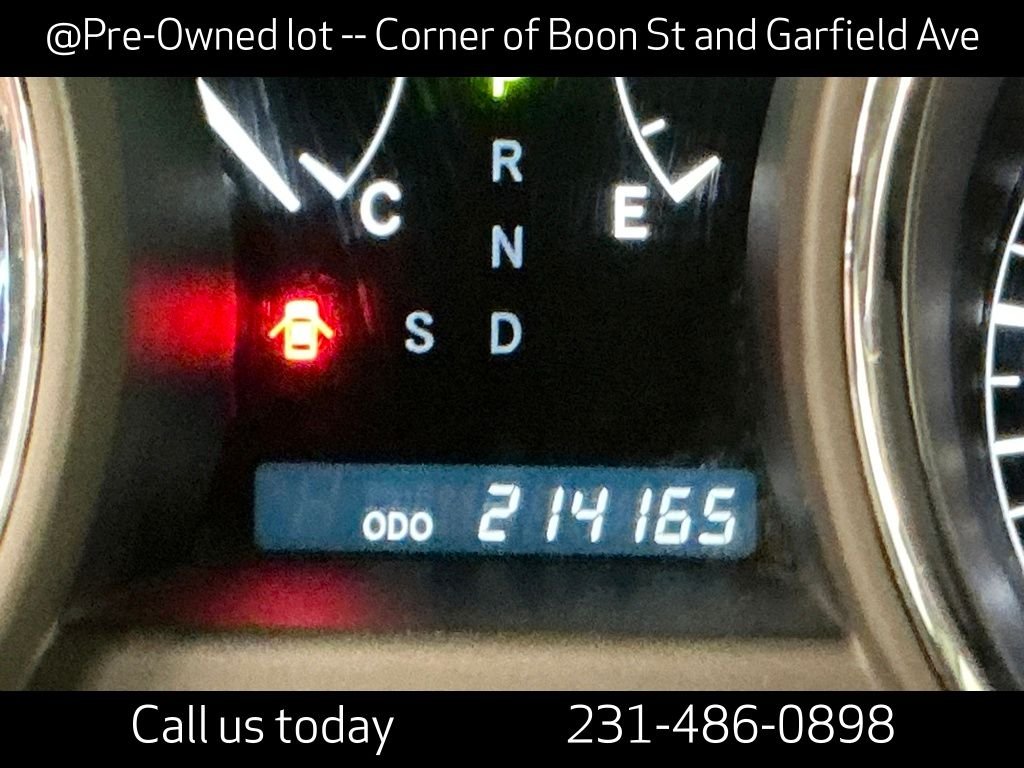 @Pre-Owned lot -- Corner of Boon St and Garfield Ave
P
R
C
E
N
S D
ODO 214165
Call us today 231-486-0898